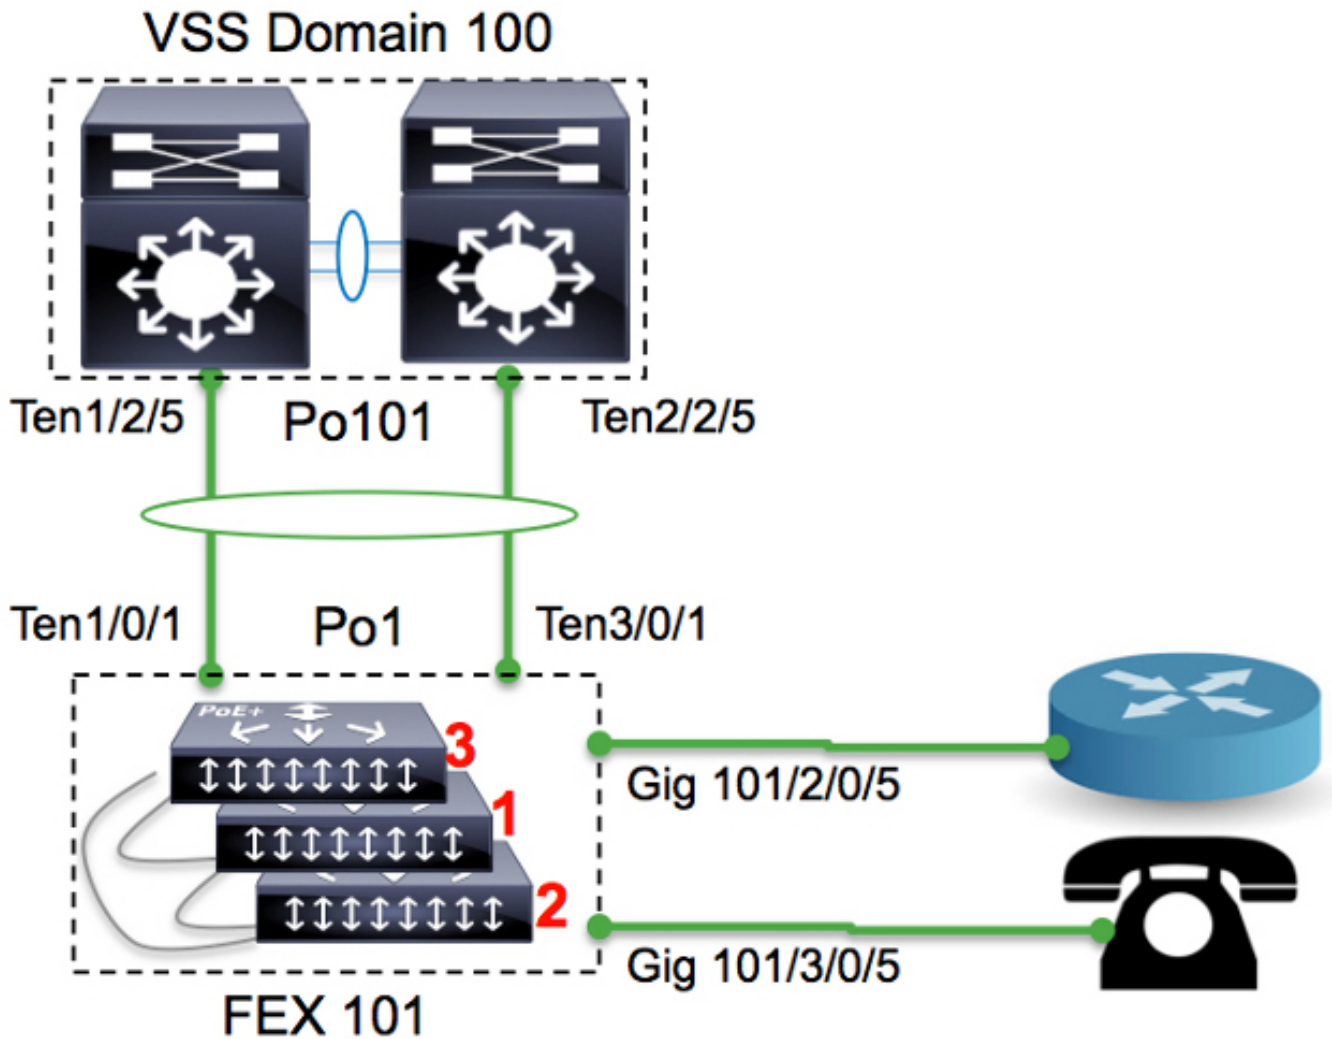 VSS Domain 100
Ten1/2/5
Po101
Ten2/2/5
Ten1/0/1
Po1
Ten3/0/1
PoE+
3
1
2
Gig 101/2/0/5
Gig 101/3/0/5
FEX 101